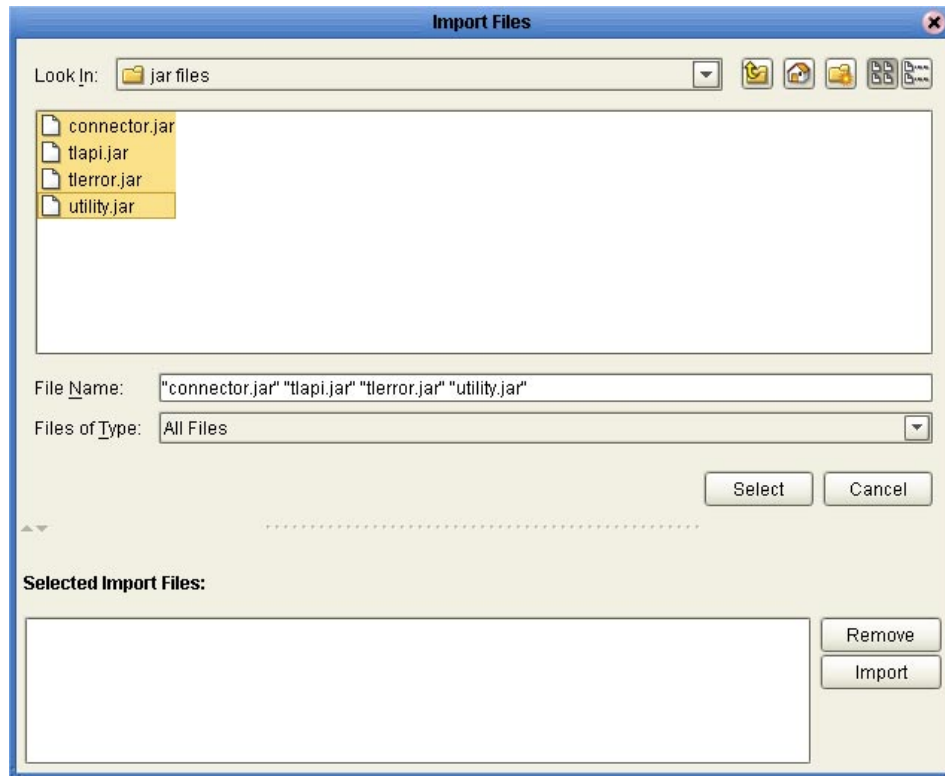 Import Files
Look In: jar files
connector.jar
tlapi.jar
tlerror.jar
utility.jar
File Name: "connector.jar" "tlapi.jar" "tlerror.jar" "utility.jar"
Files of Type: All Files
Select Cancel
Selected Import Files:
Remove
Import